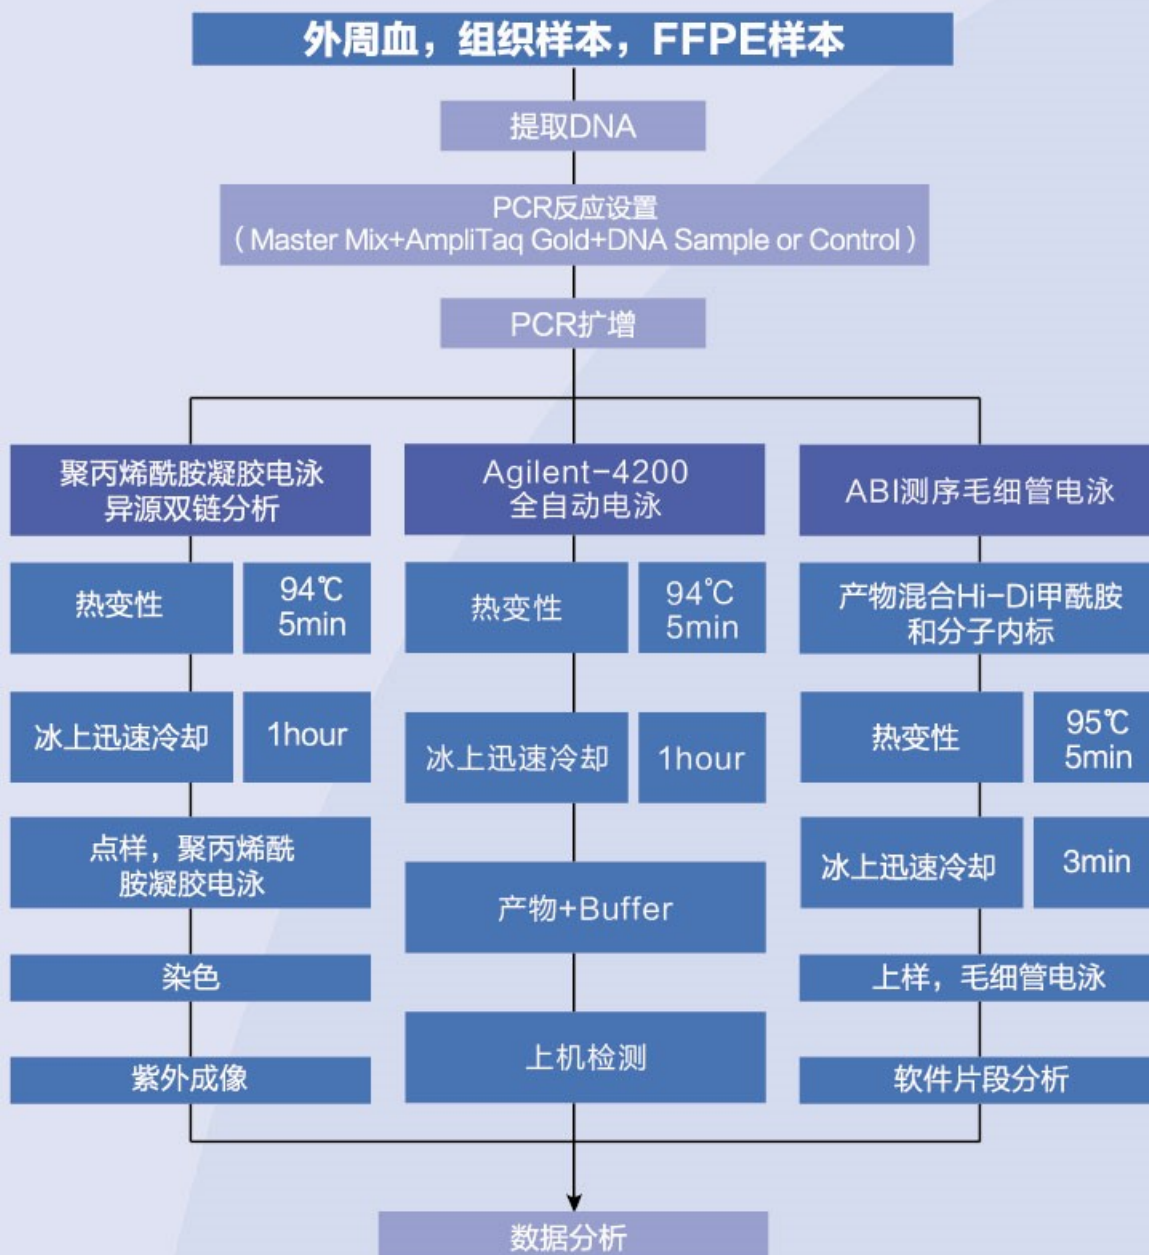 外周血，组织样本，FFPE样本
提取DNA
PCR反应设置
（Master Mix+AmpliTaq Gold+DNA Sample or Control）
PCR扩增
聚丙烯酰胺凝胶电泳
异源双链分析
热变性
94℃
5min
冰上迅速冷却
1hour
点样，聚丙烯酰
胺凝胶电泳
染色
紫外成像
Agilent-4200
全自动电泳
热变性
94℃
5min
冰上迅速冷却
1hour
产物+Buffer
上机检测
ABI测序毛细管电泳
产物混合Hi-Di甲酰胺
和分子内标
热变性
95℃
5min
冰上迅速冷却
3min
上样，毛细管电泳
软件片段分析
数据分析